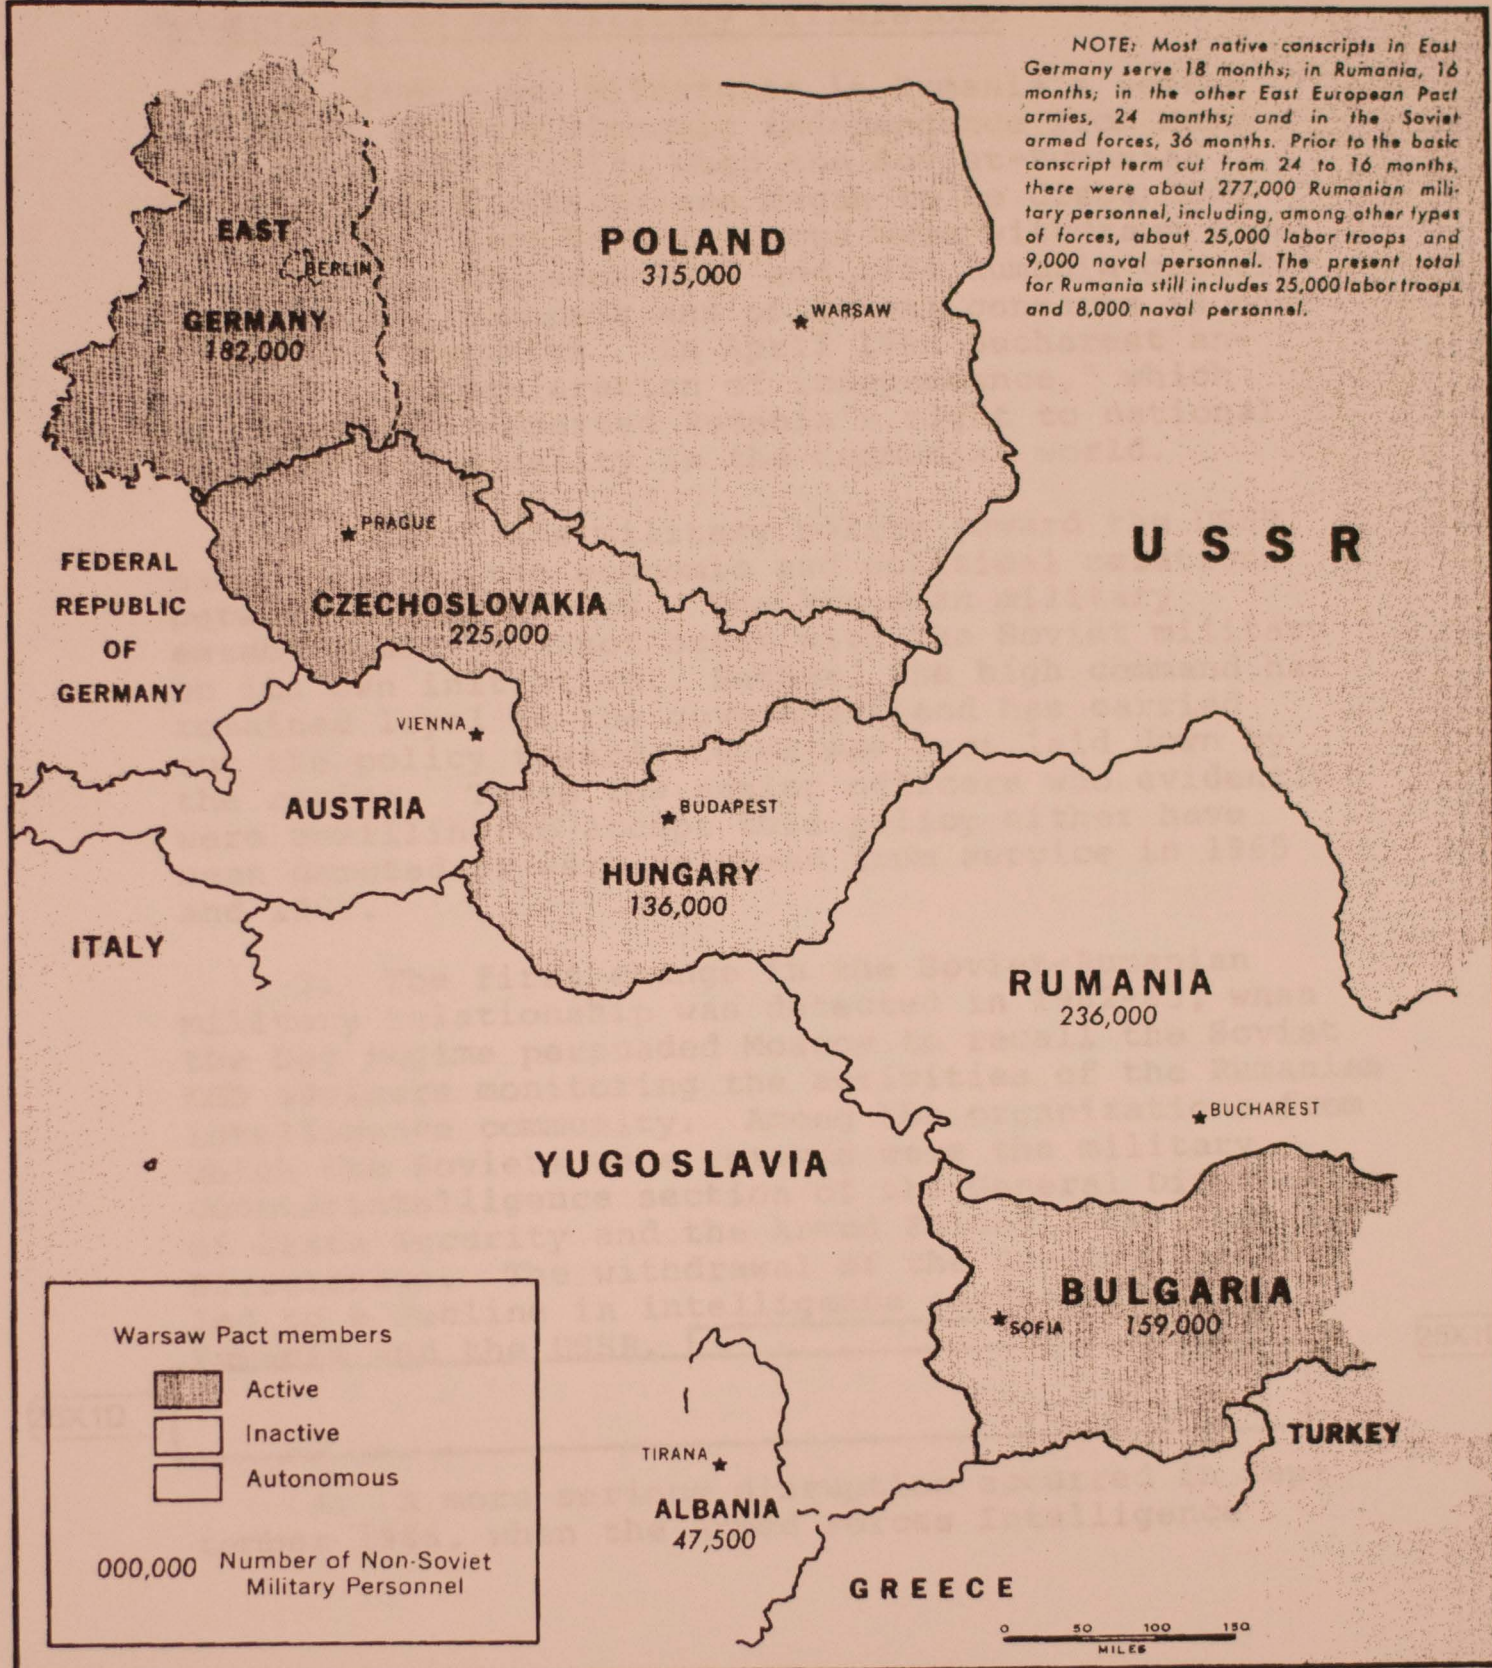 NOTE: Most native conscripts in East
Germany serve 18 months; in Rumania, 16
months; in the other East European Pact
armies, 24 months; and in the Soviet
armed forces, 36 months. Prior to the basic
conscript term cut from 24 to 16 months,
there were about 277,000 Rumanian mili-
tary personnel, including, among other types
of forces, about 25,000 labor troops and
9,000 naval personnel. The present total
for Rumania still includes 25,000 labor troops
and 8,000 naval personnel.
EAST
BERLIN
GERMANY
182,000
POLAND
315,000
WARSAW
USSR
PRAGUE
CZECHOSLOVAKIA
225,000
FEDERAL
REPUBLIC
OF
GERMANY
VIENNA
AUSTRIA
BUDAPEST
HUNGARY
136,000
ITALY
RUMANIA
236,000
BUCHAREST
YUGOSLAVIA
BULGARIA
SOFIA 159,000
TURKEY
TIRANA
ALBANIA
47,500
GREECE
Warsaw Pact members
Active
Inactive
Autonomous
000,000 Number of Non-Soviet
Military Personnel
0 50 100 150
MILES